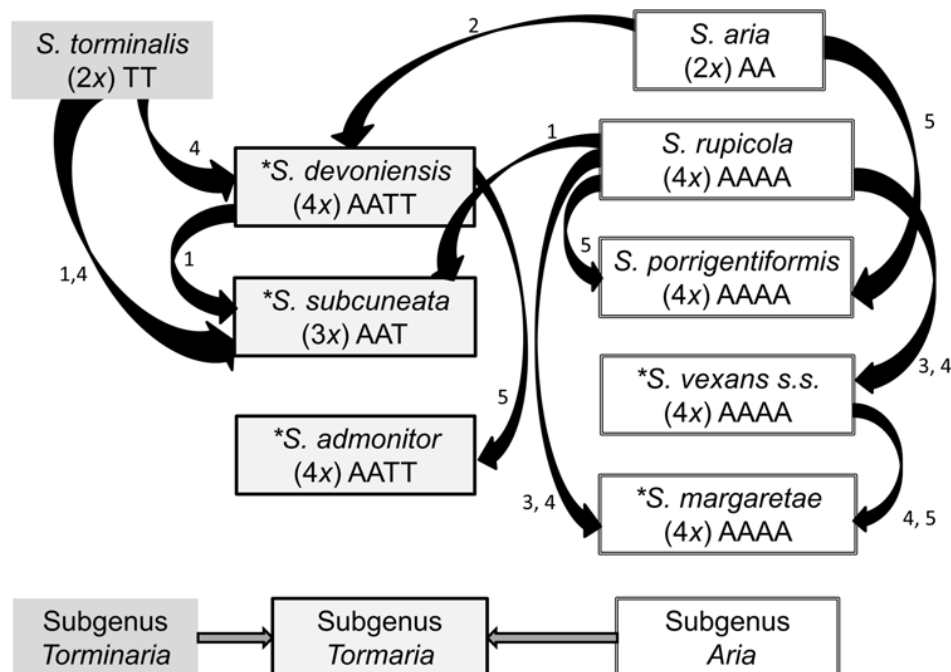 S. torminalis
(2x) TT
2
S. aria
(2x) AA
4
1
5
*S. devoniensis
(4x) AATT
S. rupicola
(4x) AAAA
1,4
1
5
S. porrigentiformis
(4x) AAAA
*S. subcuneata
(3x) AAT
*S. vexans s.s.
(4x) AAAA
3, 4
5
*S. admonitor
(4x) AATT
3, 4
*S. margaretae
(4x) AAAA
4, 5
Subgenus
Torminaria
Subgenus
Tormaria
Subgenus
Aria